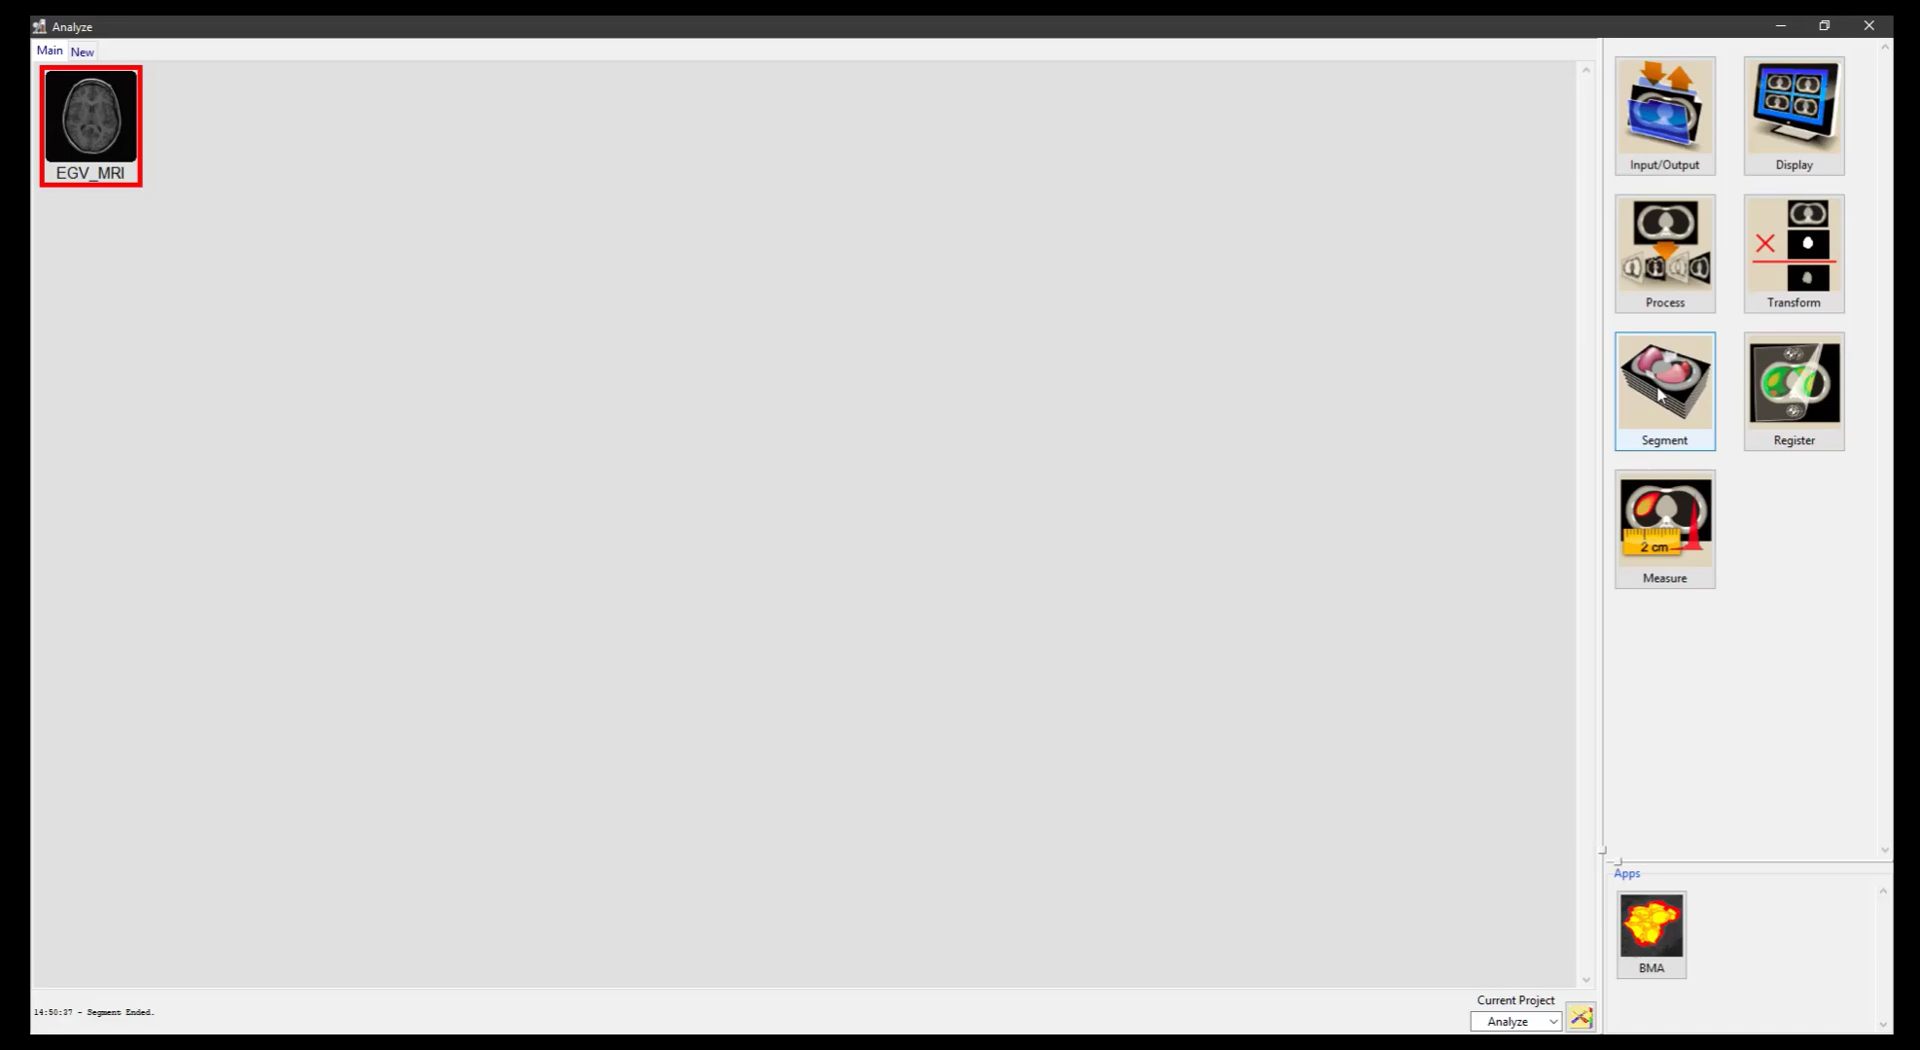 Analyze
Main New
EGV_MRI
Input/Output
Display
Process
Transform
Segment
Register
2 cm
Measure
Apps
BMA
Current Project
Analyze
14:50:37 - Segment Ended.